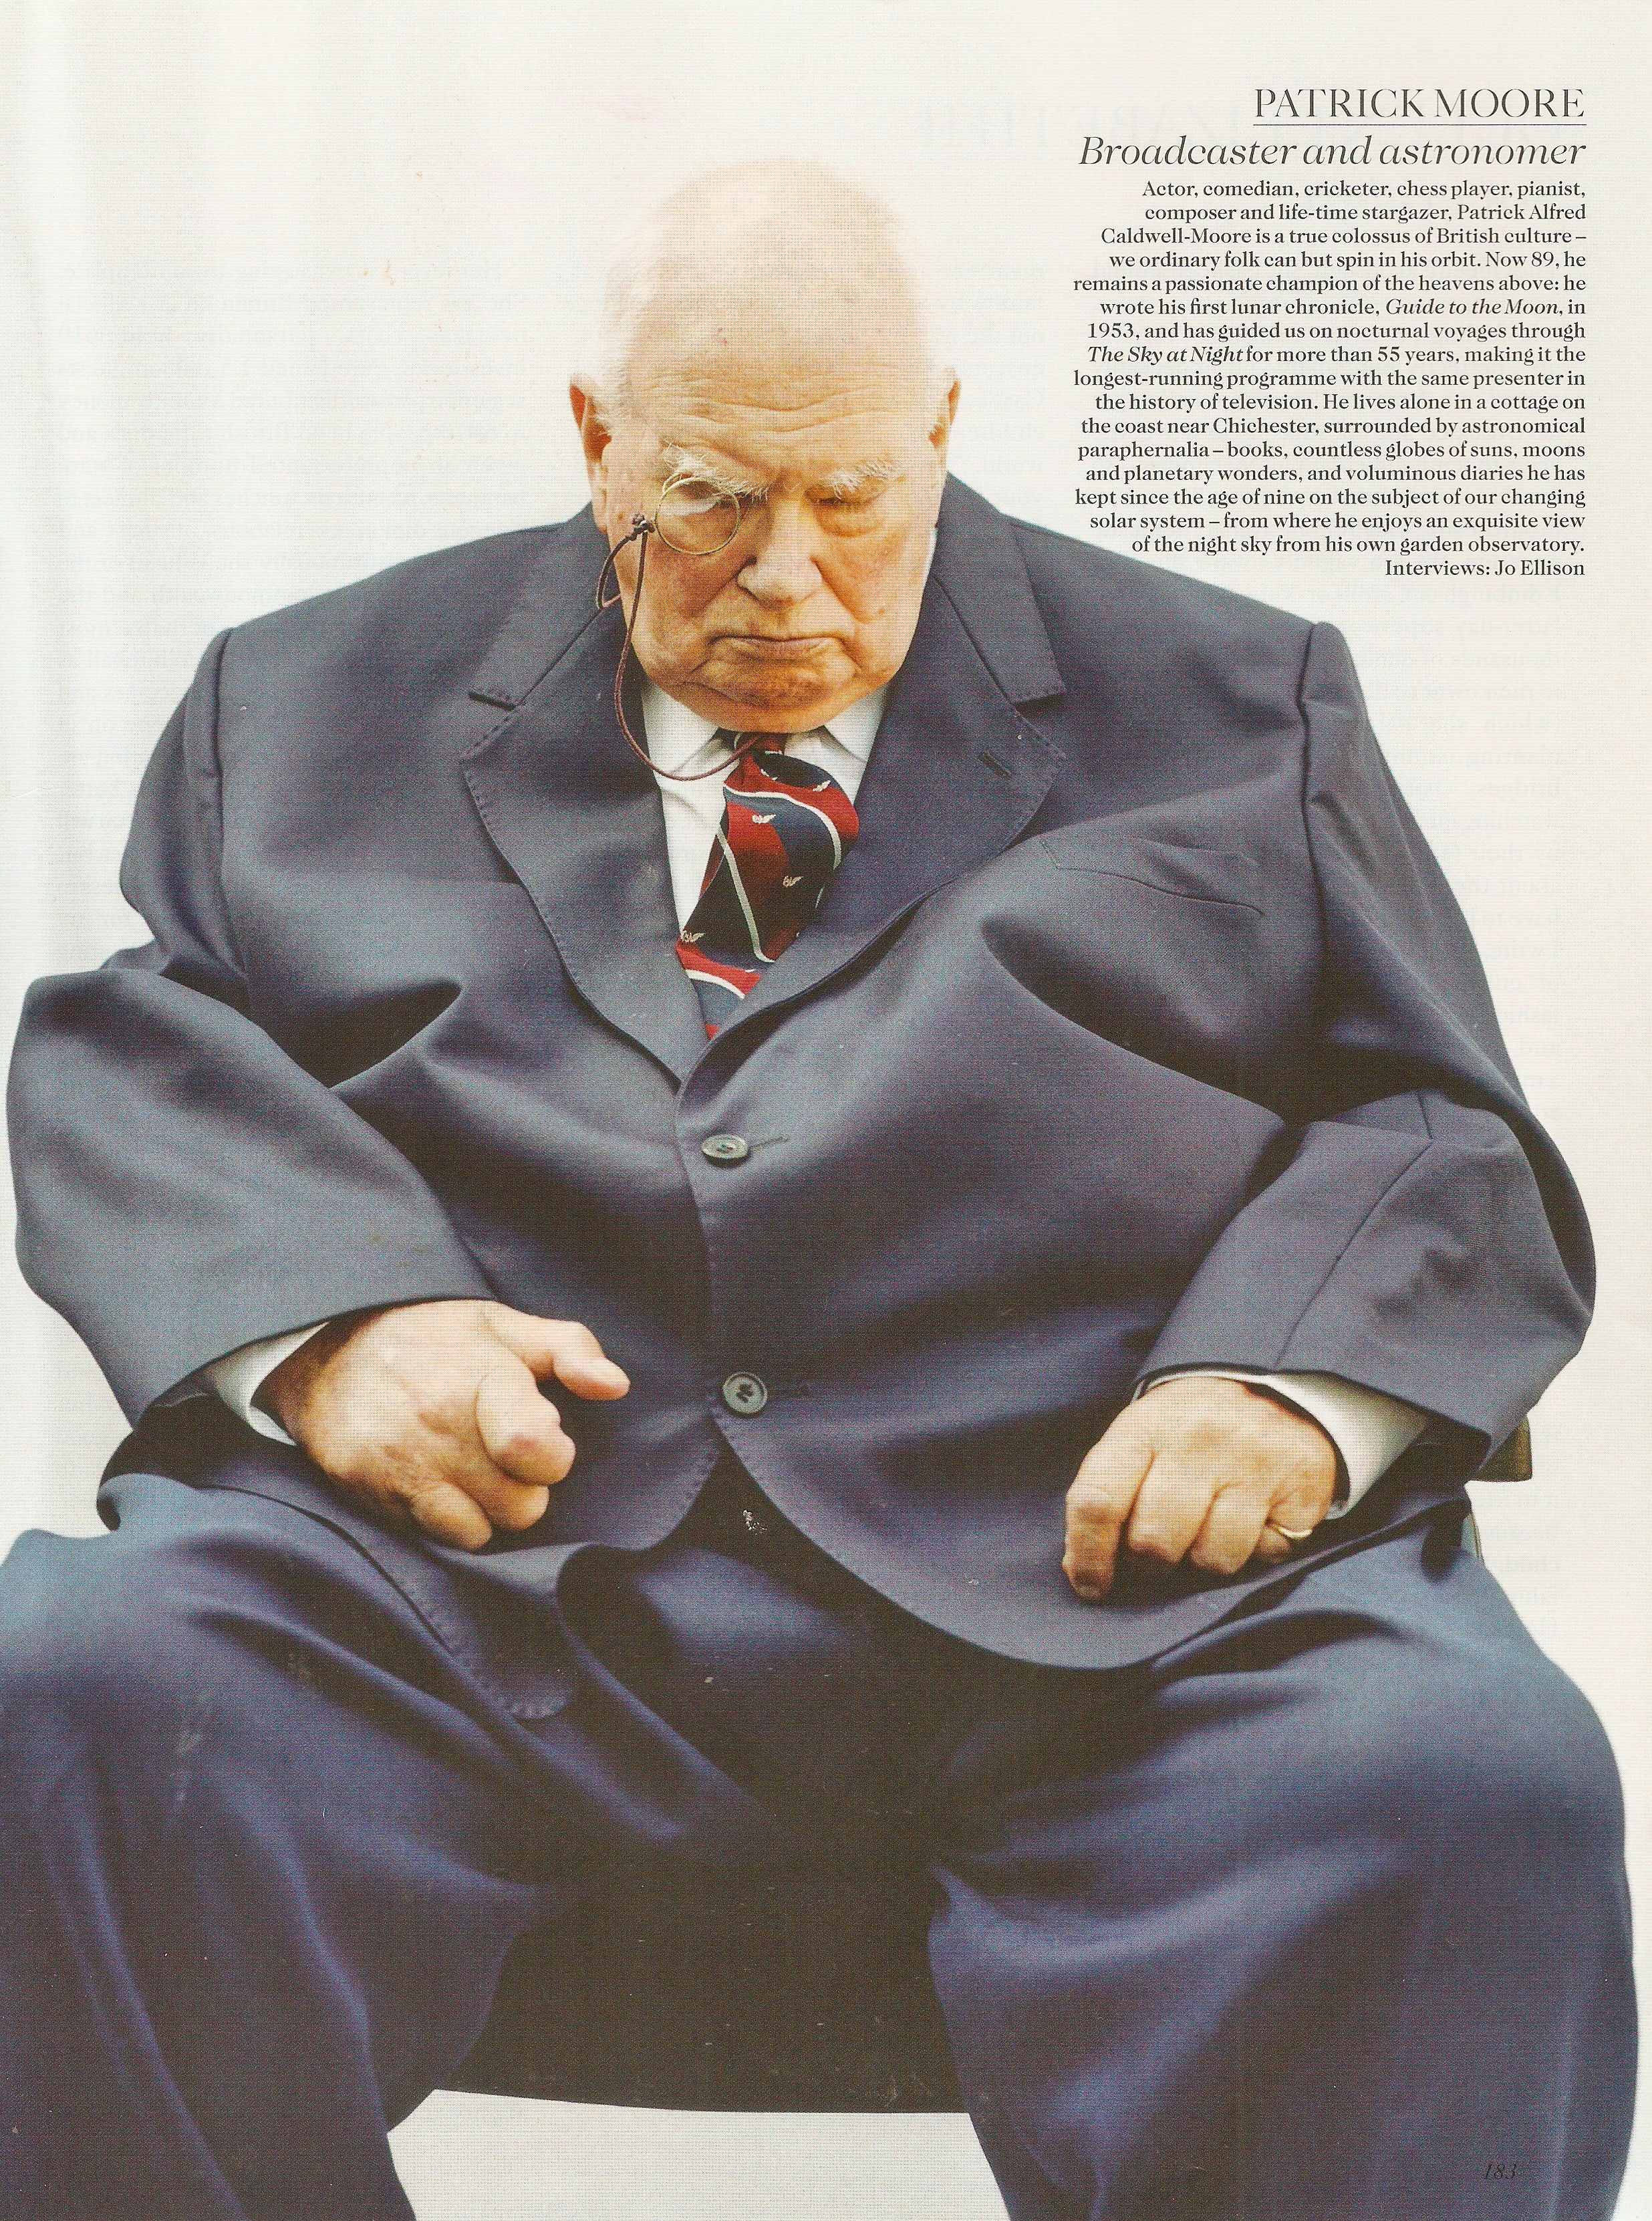 PATRICK MOORE
Broadcaster and astronomer
Actor, comedian, cricketer, chess player, pianist,
composer and life-time stargazer, Patrick Alfred
Caldwell-Moore is a true colossus of British culture –
we ordinary folk can but spin in his orbit. Now 89, he
remains a passionate champion of the heavens above: he
wrote his first lunar chronicle, Guide to the Moon, in
1953, and has guided us on nocturnal voyages through
The Sky at Night for more than 55 years, making it the
longest-running programme with the same presenter in
the history of television. He lives alone in a cottage on
the coast near Chichester, surrounded by astronomical
paraphernalia – books, countless globes of suns, moons
and planetary wonders, and voluminous diaries he has
kept since the age of nine on the subject of our changing
solar system – from where he enjoys an exquisite view
of the night sky from his own garden observatory.
Interviews: Jo Ellison
183